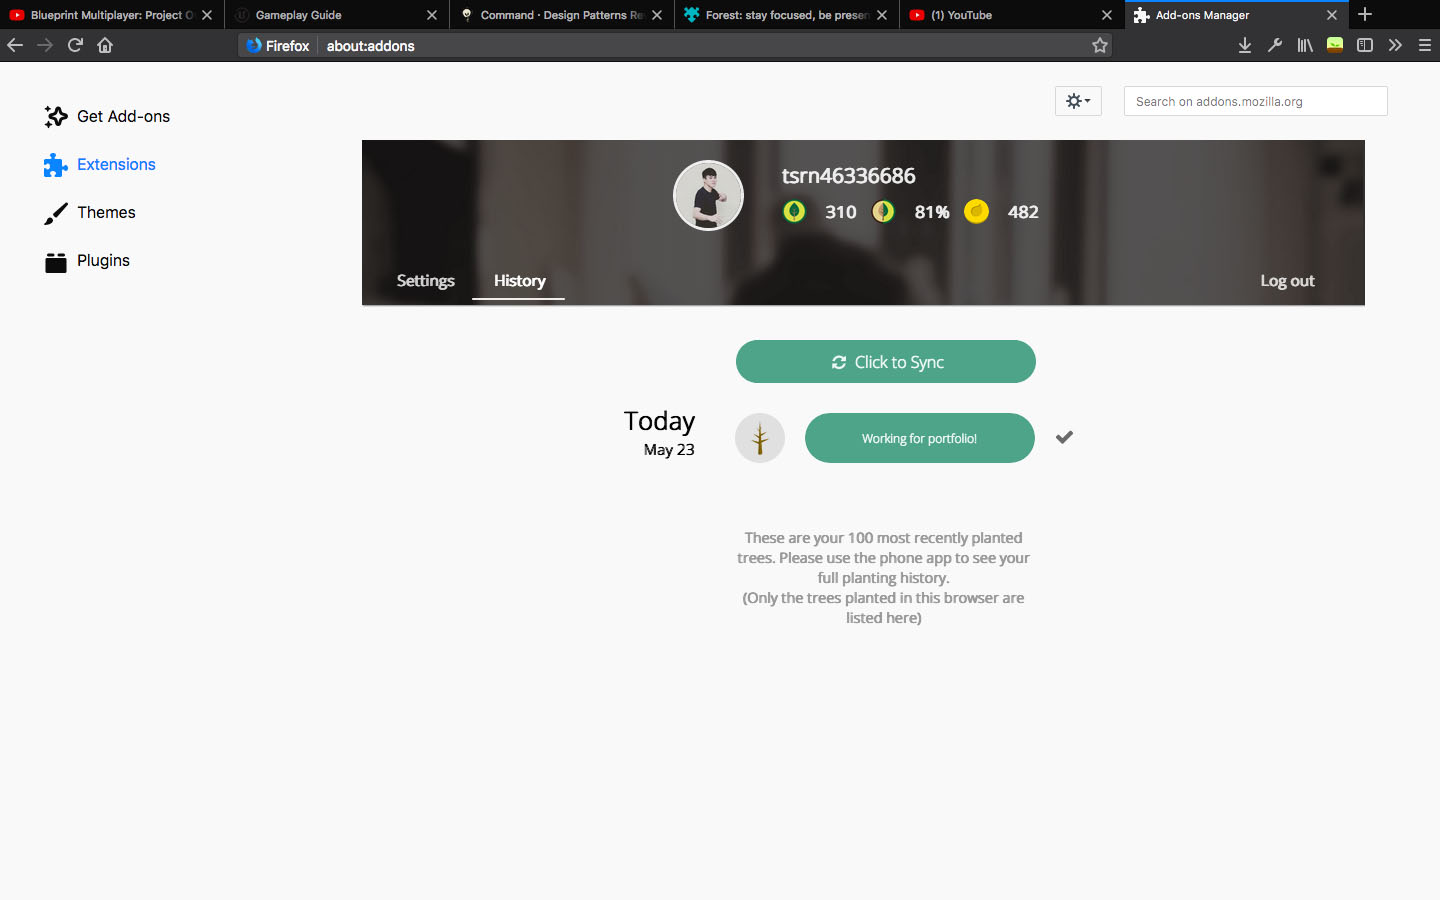 Blueprint Multiplayer: Project O
Gameplay Guide
Command · Design Patterns Re
Forest: stay focused, be presen
(1) YouTube
Add-ons Manager
Firefox
about:addons
Search on addons.mozilla.org
Get Add-ons
Extensions
Themes
Plugins
tsrn46336686
310 81% 482
Settings
History
Log out
Click to Sync
Today
May 23
Working for portfolio!
These are your 100 most recently planted
trees. Please use the phone app to see your
full planting history.
(Only the trees planted in this browser are
listed here)